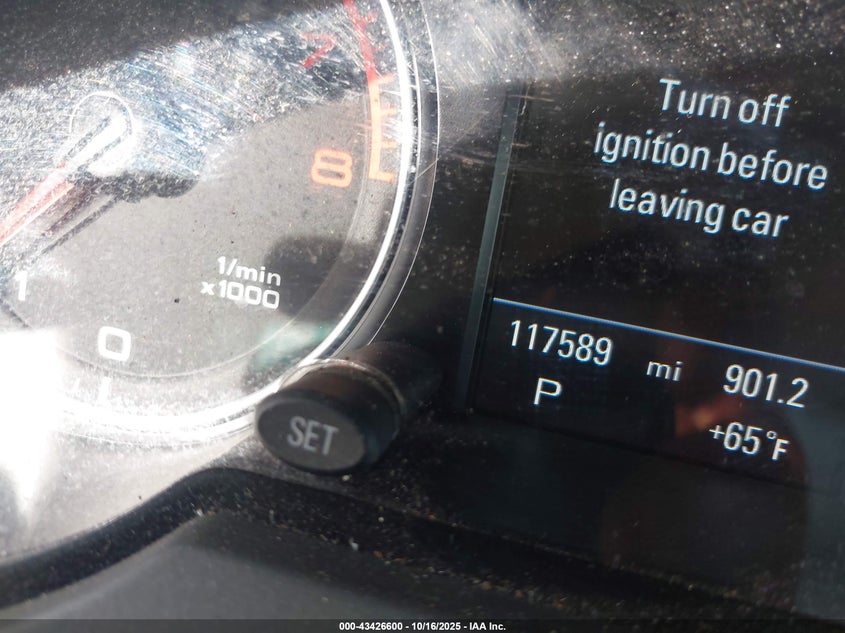 7
8
1/min
x1000
1
0
SET
Turn off
ignition before
leaving car
117589 mi 901.2
P
+65°F
000-43426600 - 10/16/2025 - IAA Inc.